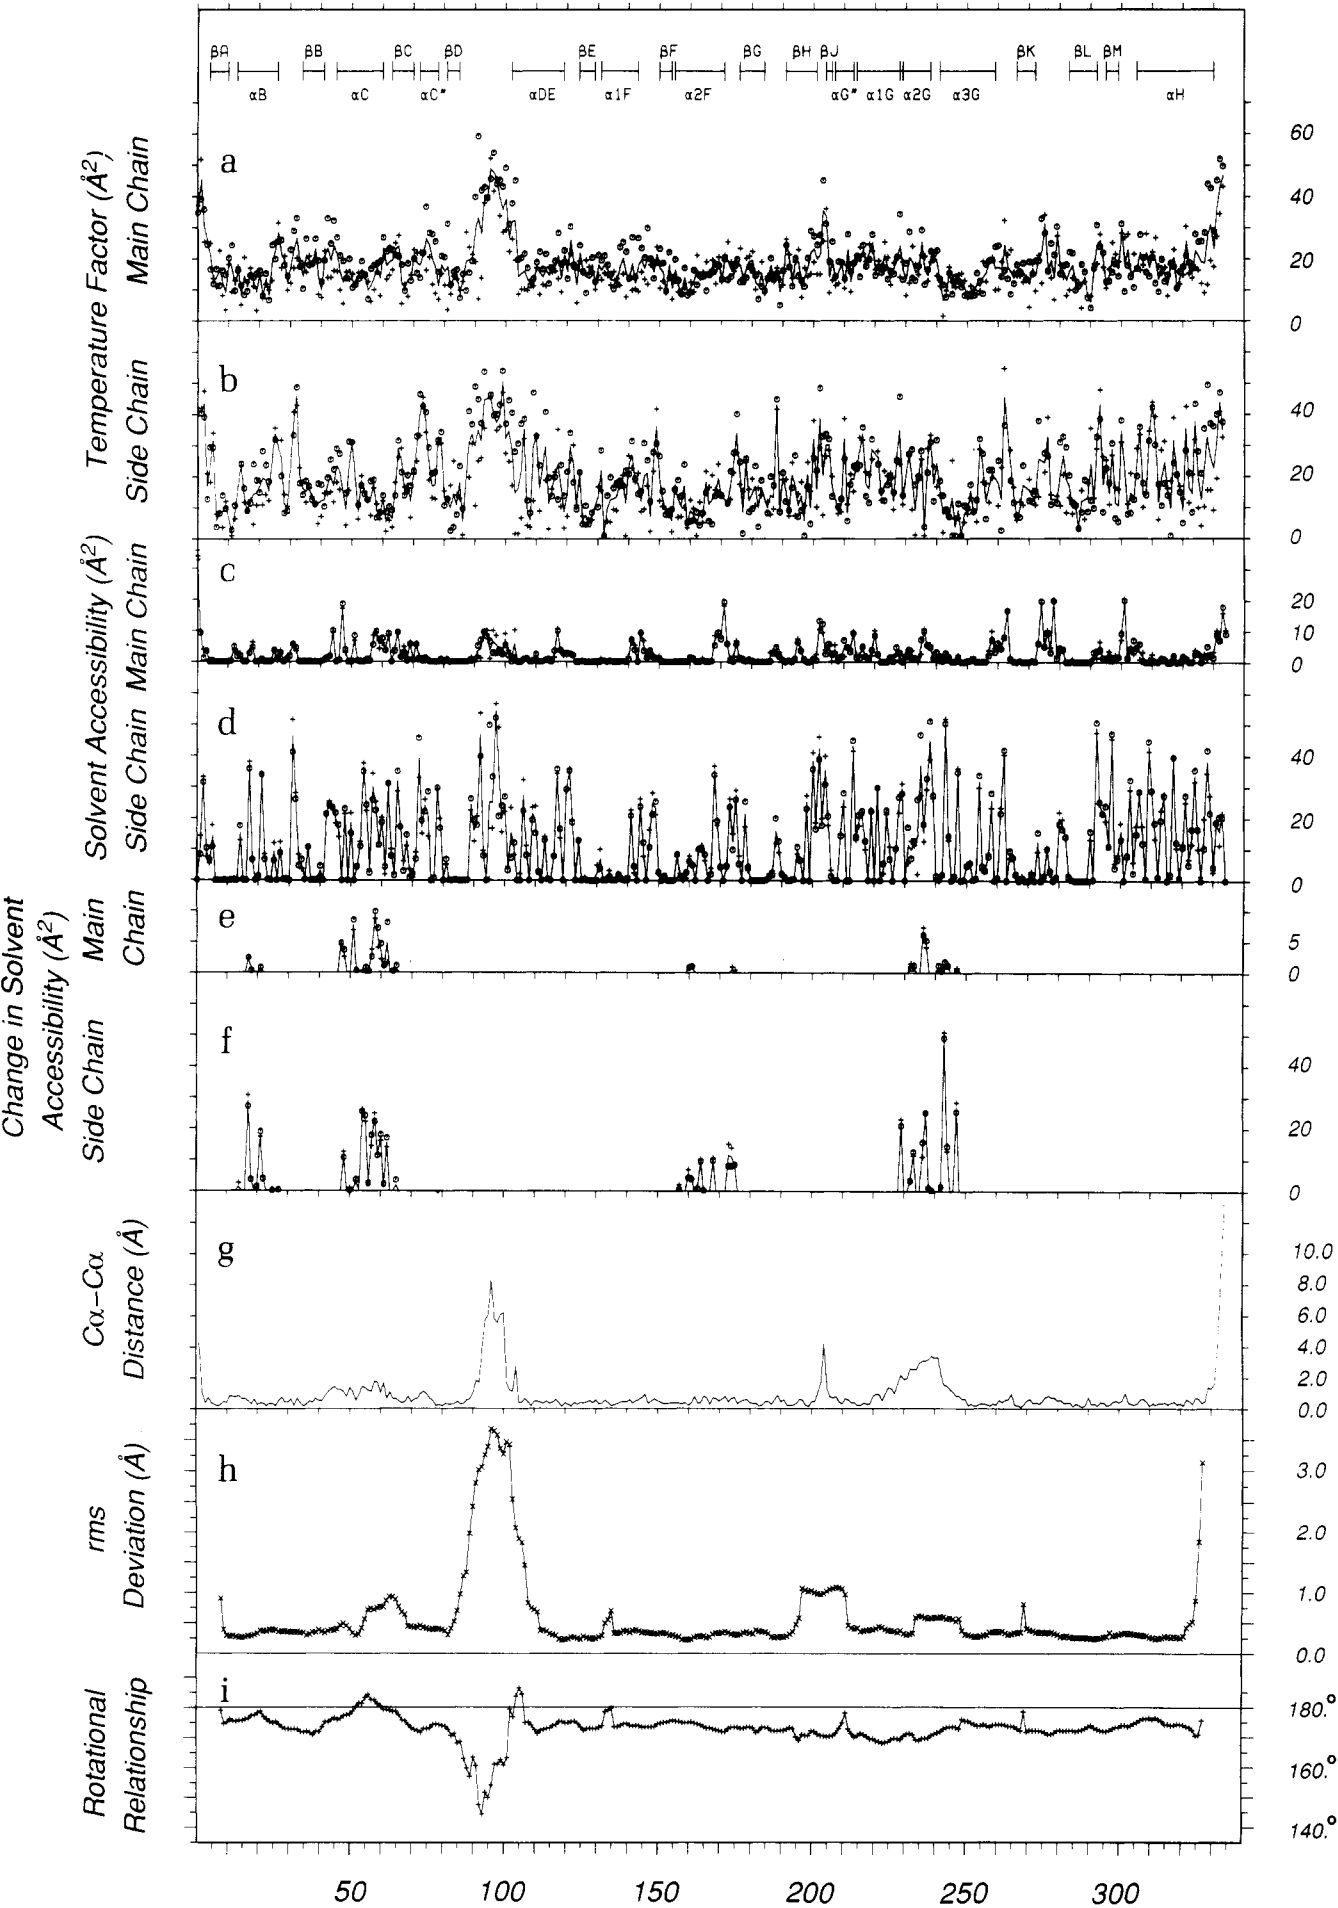 βA βB βC βD βE βF βG βH βJ βK βL βM
αB αC αC" αDE α1F α2F αG" α1G α2G α3G αH
Temperature Factor (Å²)
Main Chain
a
60
40
20
0
Side Chain
b
40
20
0
Solvent Accessibility (Å²)
Main Chain
c
20
10
0
Side Chain
d
40
20
0
Change in Solvent
Accessibility (Å²)
Main
Chain
e
5
0
Side Chain
f
40
20
0
Cα-Cα
Distance (Å)
g
10.0
8.0
6.0
4.0
2.0
0.0
rms
Deviation (Å)
h
3.0
2.0
1.0
0.0
Rotational
Relationship
i
180.°
160.°
140.°
50 100 150 200 250 300